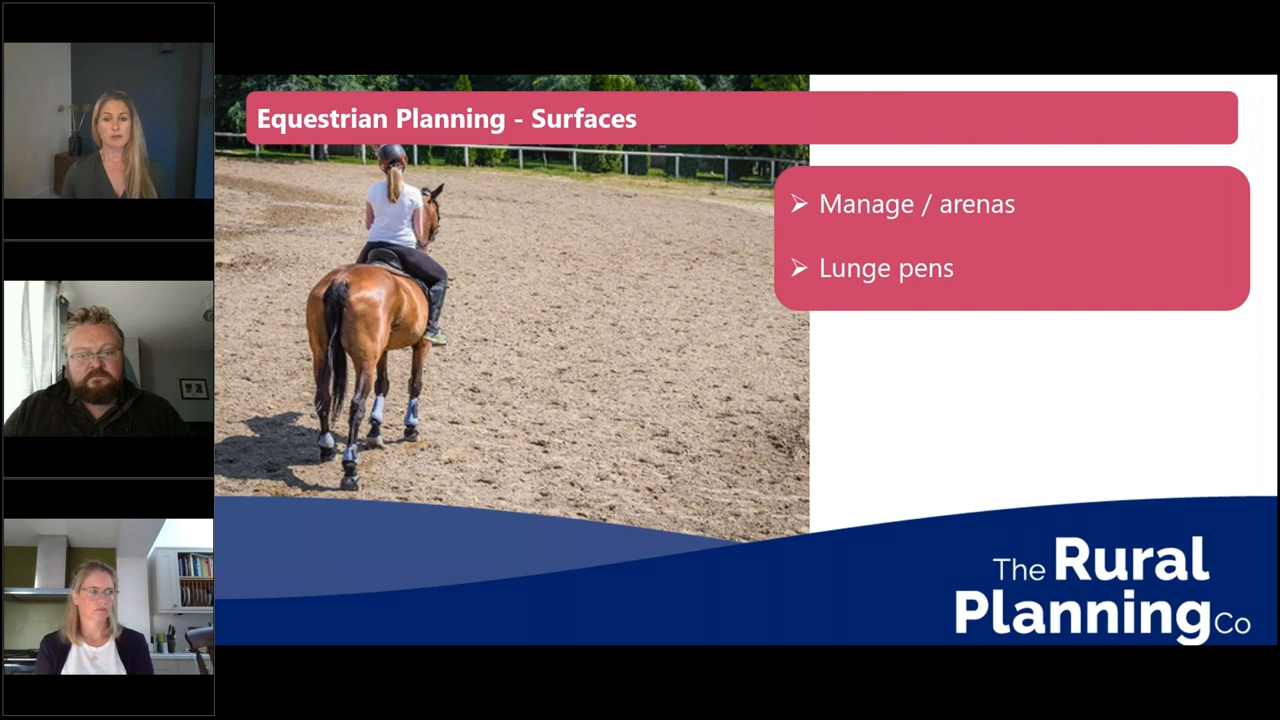 Equestrian Planning - Surfaces
➢ Manage / arenas
➢ Lunge pens
The Rural
Planning Co